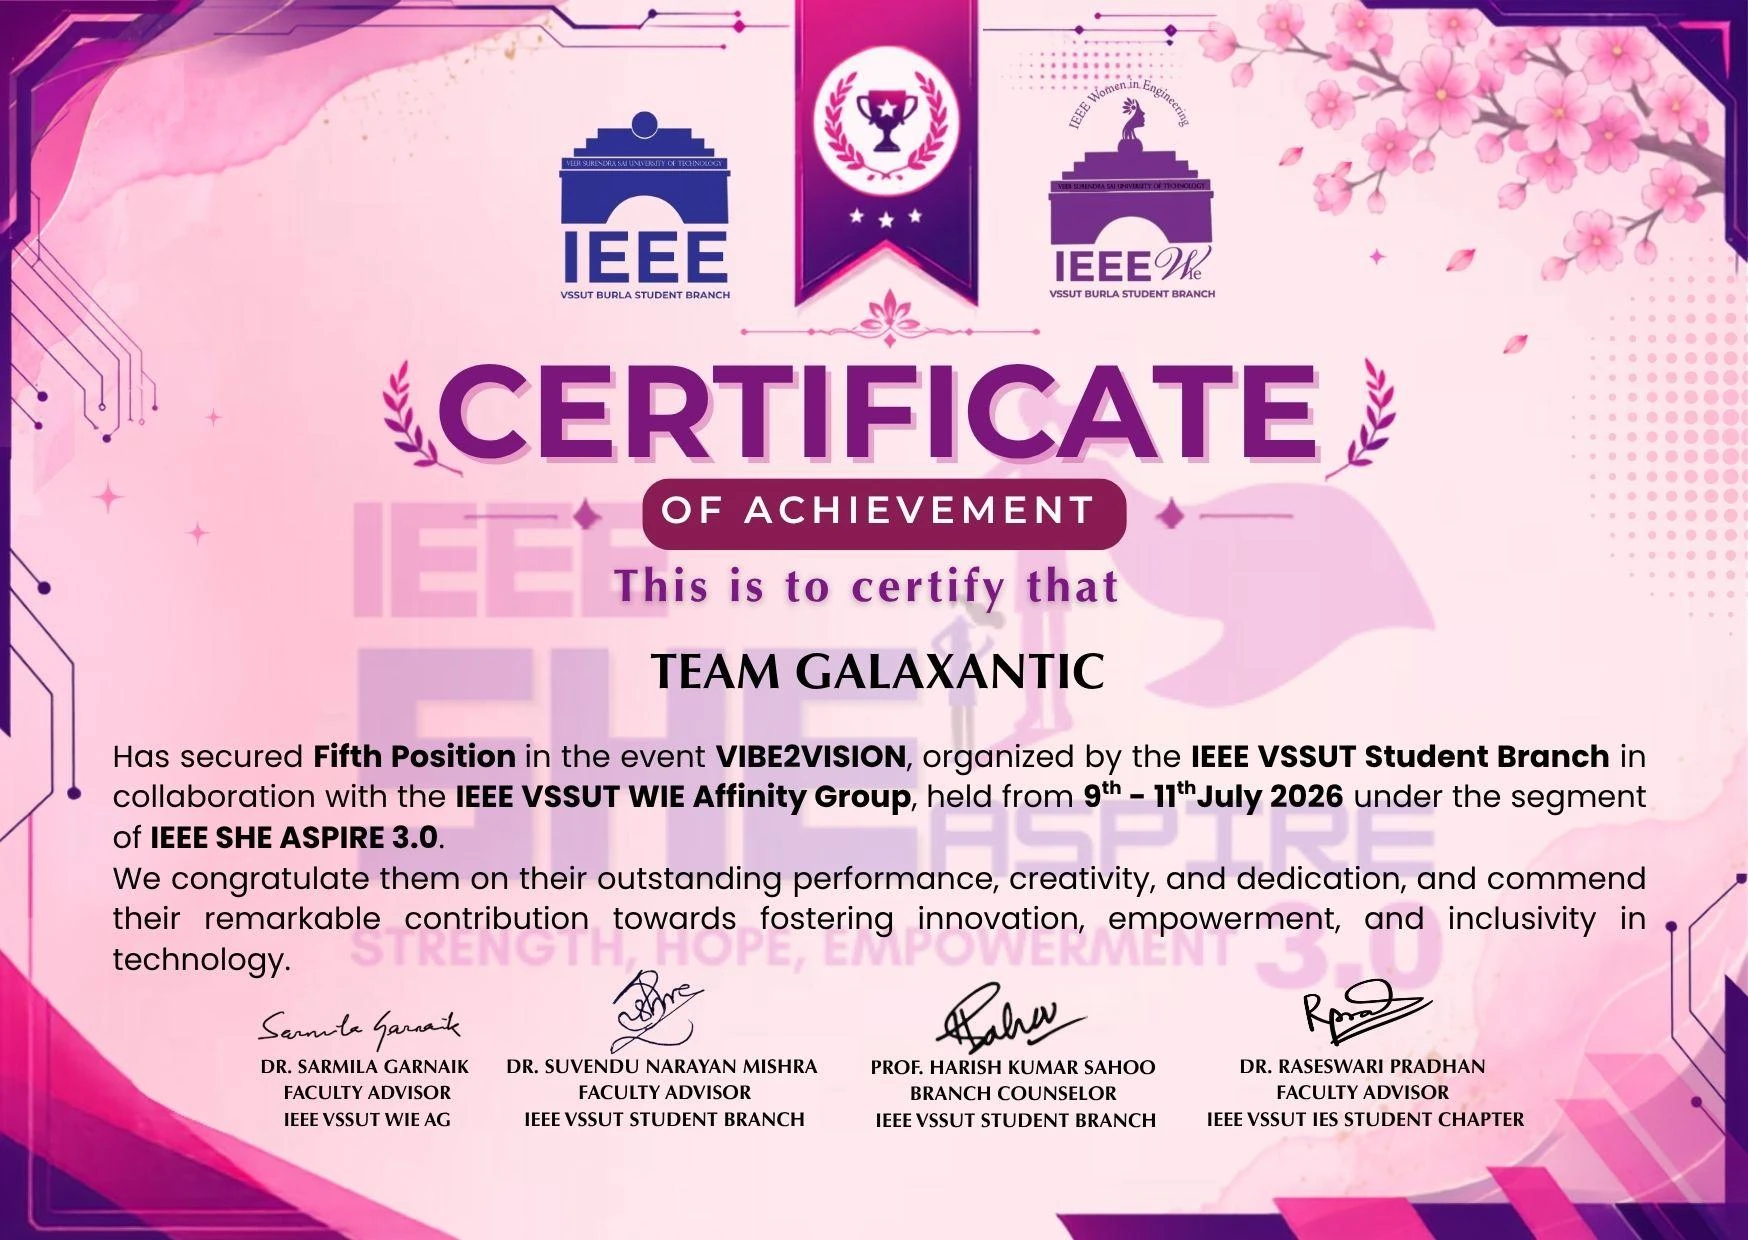 VEER SURENDRA SAI UNIVERSITY OF TECHNOLOGY
IEEE
VSSUT BURLA STUDENT BRANCH
IEEE Women in Engineering
VEER SURENDRA SAI UNIVERSITY OF TECHNOLOGY
IEEE Wie
VSSUT BURLA STUDENT BRANCH
CERTIFICATE
OF ACHIEVEMENT
This is to certify that
TEAM GALAXANTIC
Has secured Fifth Position in the event VIBE2VISION, organized by the IEEE VSSUT Student Branch in
collaboration with the IEEE VSSUT WIE Affinity Group, held from 9th – 11thJuly 2026 under the segment
of IEEE SHE ASPIRE 3.0.
We congratulate them on their outstanding performance, creativity, and dedication, and commend
their remarkable contribution towards fostering innovation, empowerment, and inclusivity in
technology.
IEEE
SHE
ASPIRE
STRENGTH, HOPE, EMPOWERMENT 3.0
Sarmila Garnaik
DR. SARMILA GARNAIK
FACULTY ADVISOR
IEEE VSSUT WIE AG
DR. SUVENDU NARAYAN MISHRA
FACULTY ADVISOR
IEEE VSSUT STUDENT BRANCH
PROF. HARISH KUMAR SAHOO
BRANCH COUNSELOR
IEEE VSSUT STUDENT BRANCH
DR. RASESWARI PRADHAN
FACULTY ADVISOR
IEEE VSSUT IES STUDENT CHAPTER